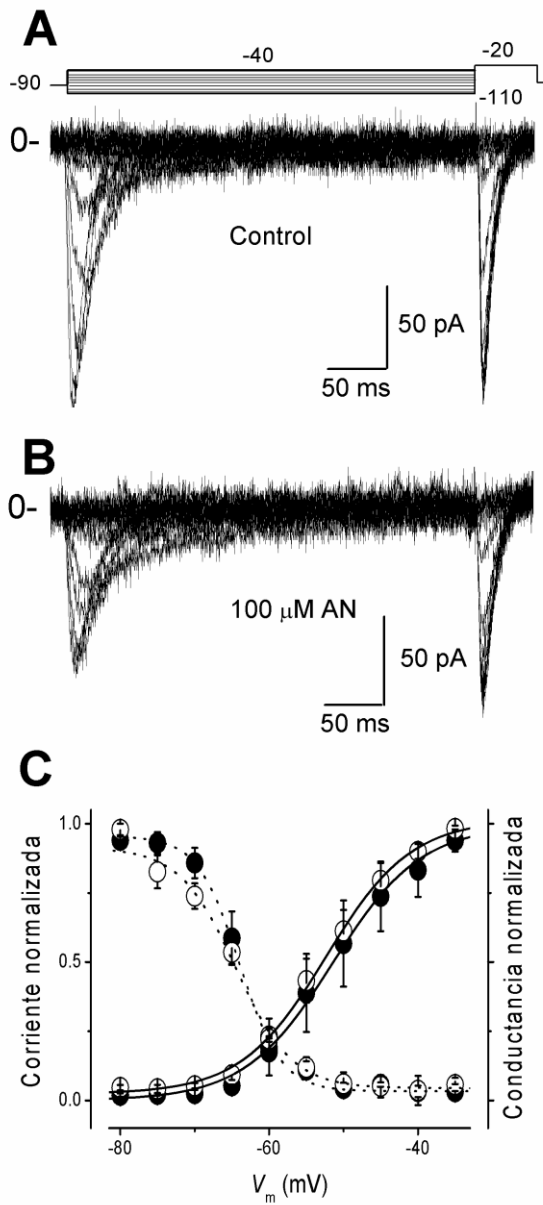 A
-40
-20
-90
-110
0-
Control
50 pA
50 ms
B
0-
100 μM AN
50 pA
50 ms
C
1.0
0.5
0.0
Corriente normalizada
Conductancia normalizada
-80
-60
-40
Vm (mV)